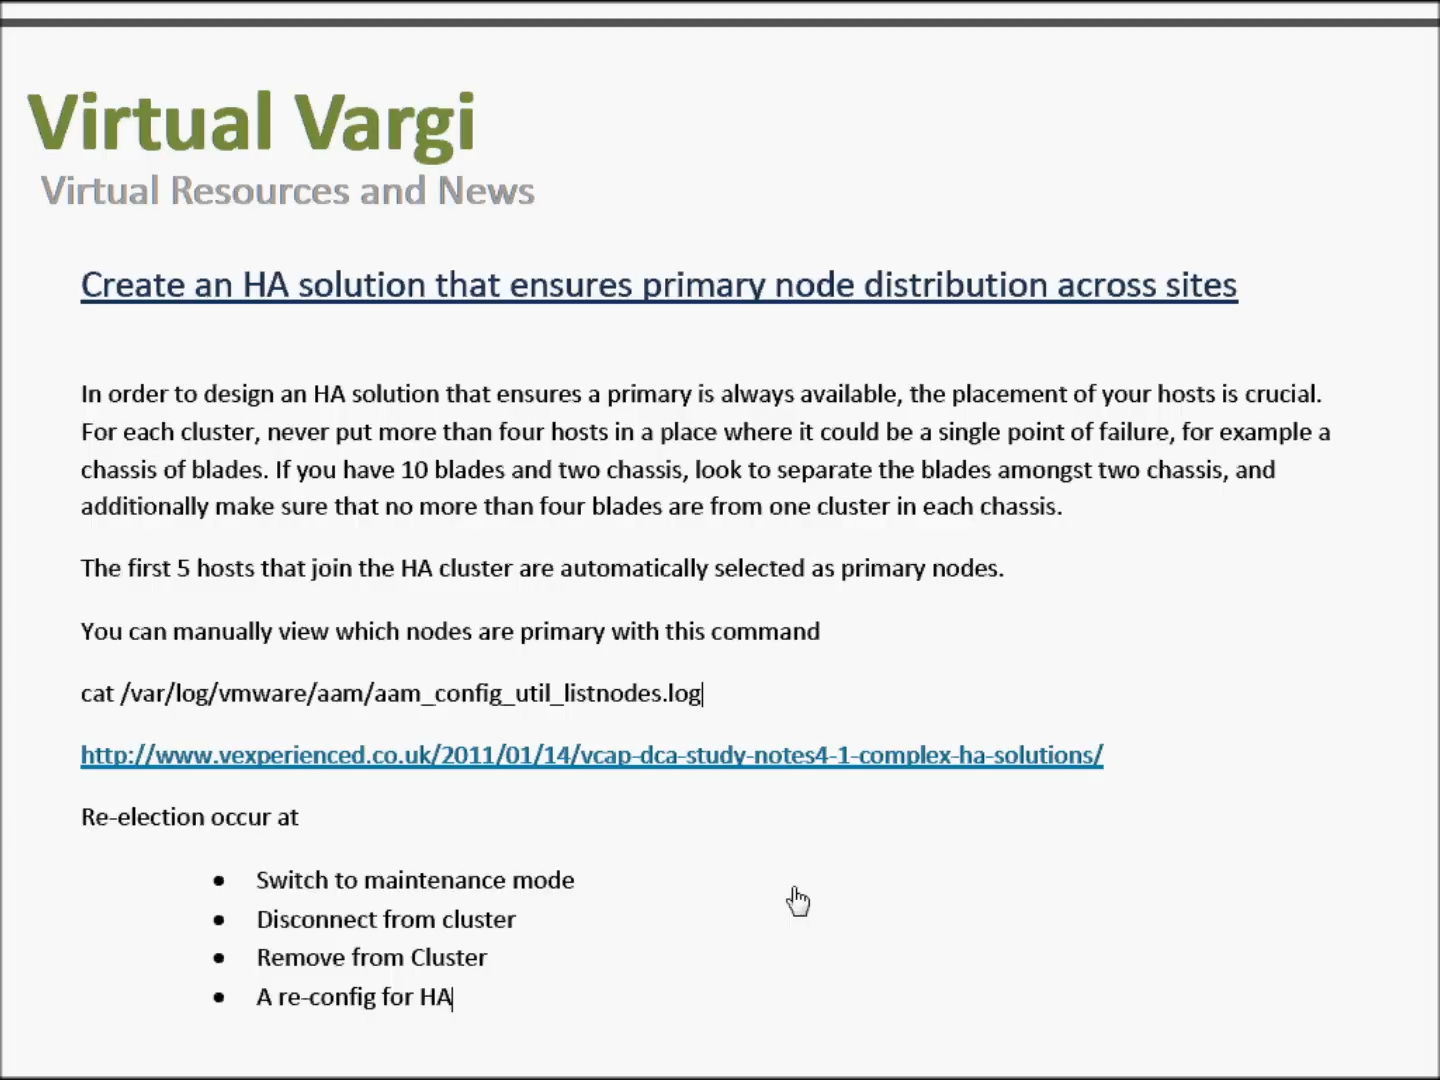 Virtual Vargi
Virtual Resources and News
Create an HA solution that ensures primary node distribution across sites
In order to design an HA solution that ensures a primary is always available, the placement of your hosts is crucial.
For each cluster, never put more than four hosts in a place where it could be a single point of failure, for example a
chassis of blades. If you have 10 blades and two chassis, look to separate the blades amongst two chassis, and
additionally make sure that no more than four blades are from one cluster in each chassis.
The first 5 hosts that join the HA cluster are automatically selected as primary nodes.
You can manually view which nodes are primary with this command
cat /var/log/vmware/aam/aam_config_util_listnodes.log
http://www.vexperienced.co.uk/2011/01/14/vcap-dca-study-notes4-1-complex-ha-solutions/
Re-election occur at
• Switch to maintenance mode
• Disconnect from cluster
• Remove from Cluster
• A re-config for HA